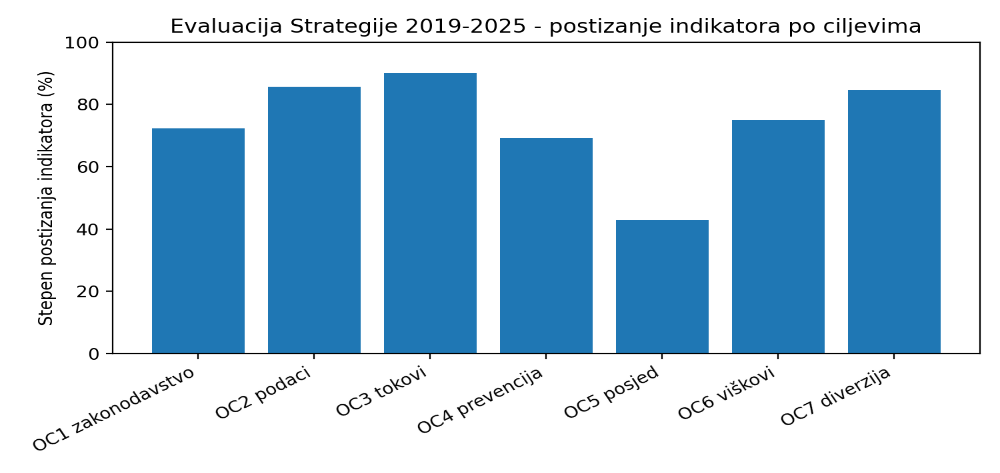 Evaluacija Strategije 2019-2025 - postizanje indikatora po ciljevima
Stepen postizanja indikatora (%)
100
80
60
40
20
0
OC1 zakonodavstvo
OC2 podaci
OC3 tokovi
OC4 prevencija
OC5 posjed
OC6 viškovi
OC7 diverzija